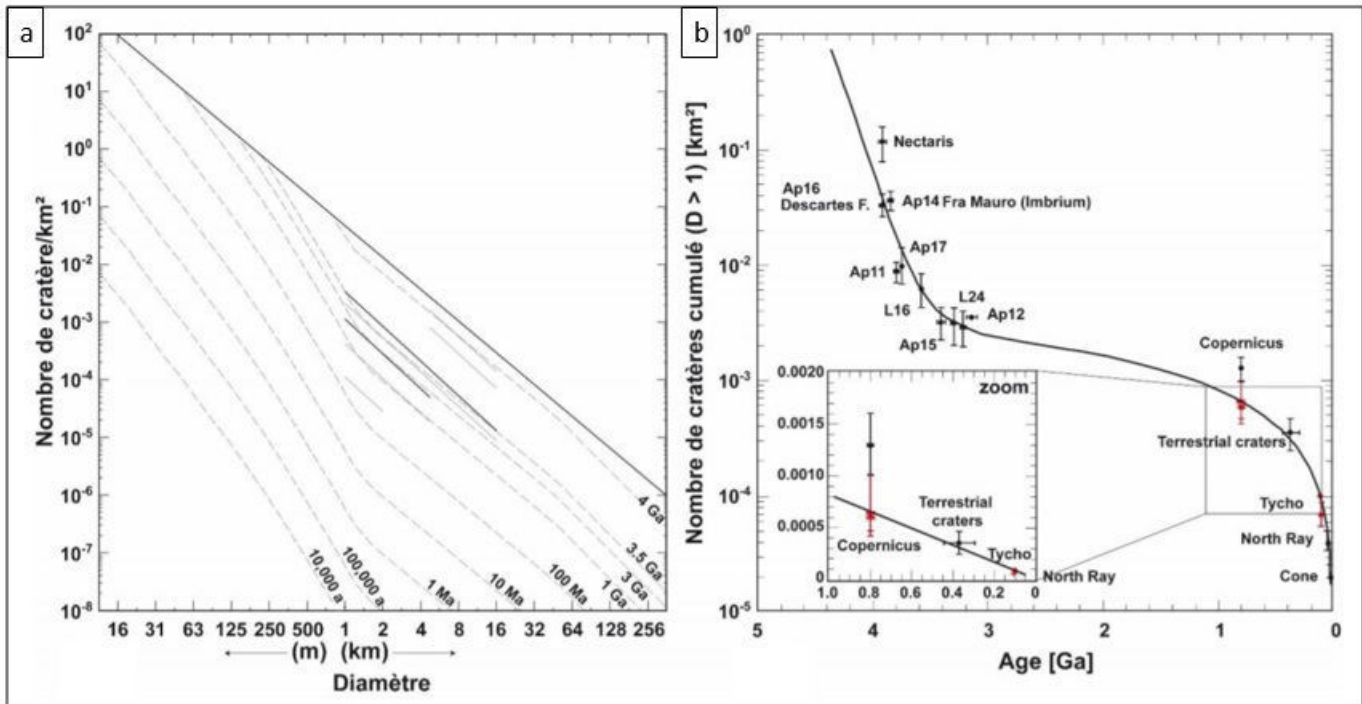 a
Nombre de cratère/km²
10²
10¹
10⁰
10⁻¹
10⁻²
10⁻³
10⁻⁴
10⁻⁵
10⁻⁶
10⁻⁷
10⁻⁸
10,000 a
100,000 a
1 Ma
10 Ma
100 Ma
1 Ga
3 Ga
3.5 Ga
4 Ga
16 31 63 125 250 500 1 2 4 8 16 32 64 128 256
(m) (km)
Diamètre
b
Nombre de cratères cumulé (D > 1) [km²]
10⁰
10⁻¹
10⁻²
10⁻³
10⁻⁴
10⁻⁵
Nectaris
Ap16
Descartes F.
Ap14 Fra Mauro (Imbrium)
Ap17
Ap11
L16
L24
Ap12
Ap15
Copernicus
Terrestrial craters
Tycho
North Ray
Cone
zoom
0.0020
0.0015
0.0010
0.0005
0
Terrestrial
craters
Copernicus
Tycho
North Ray
1.0 0.8 0.6 0.4 0.2 0
5 4 3 2 1 0
Age [Ga]